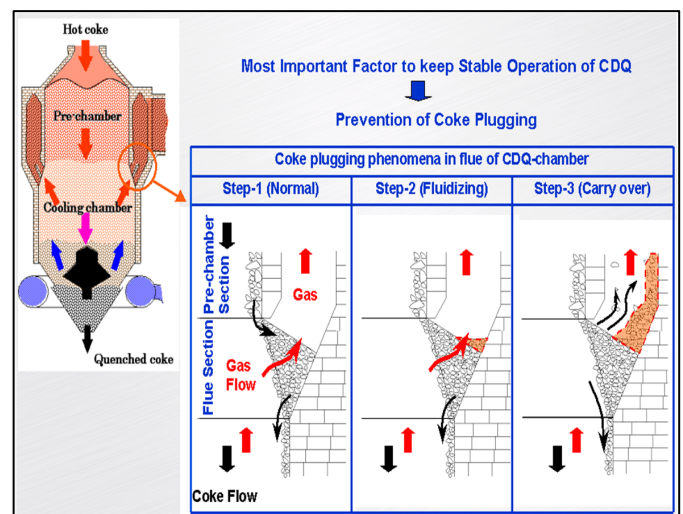 Hot coke
Pre-chamber
Cooling chamber
Quenched coke
Most Important Factor to keep Stable Operation of CDQ
Prevention of Coke Plugging
Coke plugging phenomena in flue of CDQ-chamber
Step-1 (Normal)
Step-2 (Fluidizing)
Step-3 (Carry over)
Pre-chamber
Section
Flue Section
Gas
Gas
Flow
Coke Flow